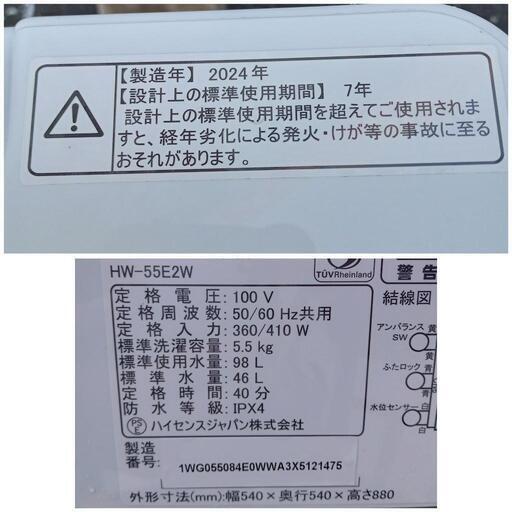 【製造年】 2024年
【設計上の標準使用期間】 7年
設計上の標準使用期間を超えてご使用されま
すと、経年劣化による発火・けが等の事故に至る
おそれがあります。
HW-55E2W
定格電圧: 100 V
定格周波数: 50/60 Hz共用
定格入力: 360/410 W
標準洗濯容量: 5.5 kg
標準使用水量: 98 L
標準水量: 46 L
定格時間: 40 分
防水等級: IPX4
PSE ハイセンスジャパン株式会社
製造
番号: 1WG055084E0WWA3X5121475
外形寸法(mm):幅540×奥行540×高さ880
TÜVRheinland
警告
結線図
アンバランス
SW
黄
黄
青
ふたロック
青
白
水位センサー
白